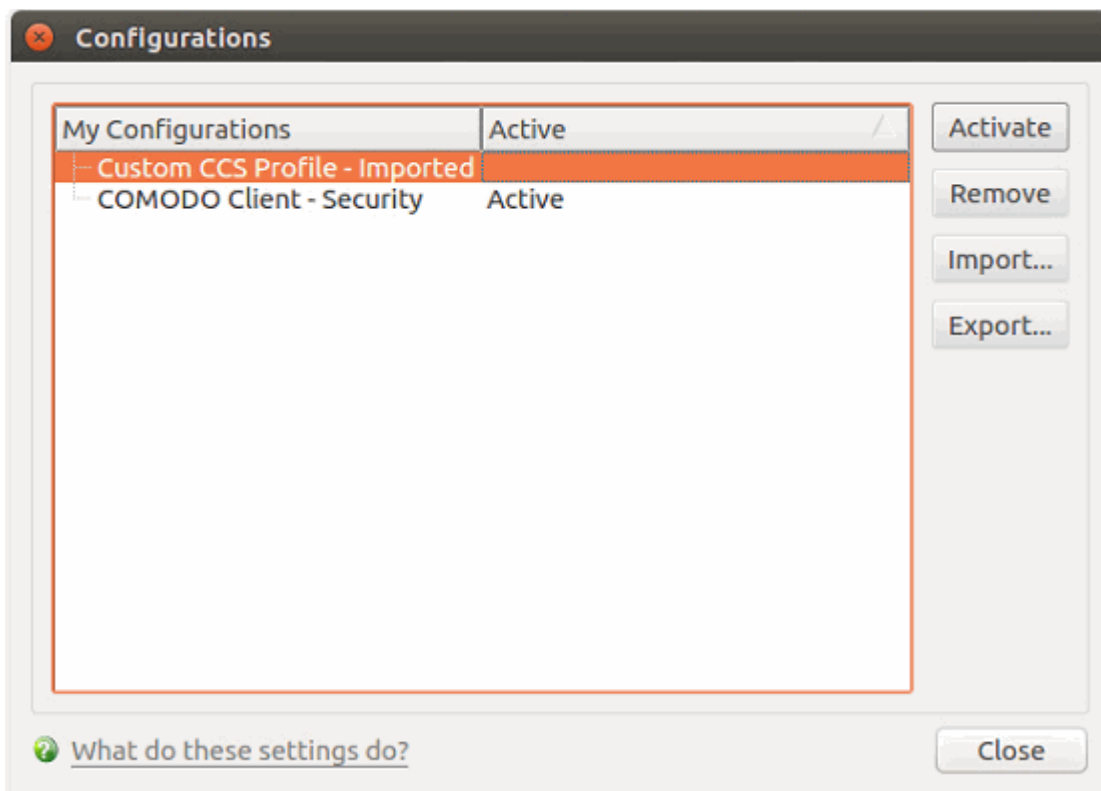 Configurations
My Configurations Active
Custom CCS Profile - Imported
COMODO Client - Security Active
Activate
Remove
Import...
Export...
What do these settings do?
Close